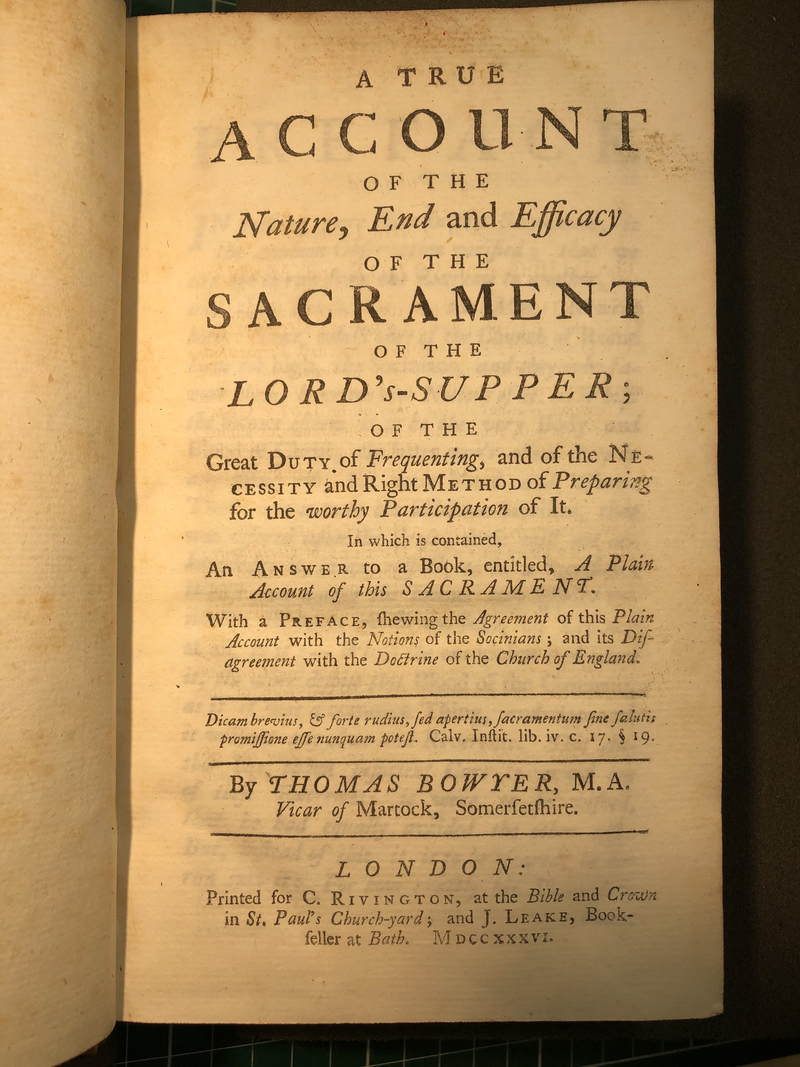 A TRUE
ACCOUNT
OF THE
Nature, End and Efficacy
OF THE
SACRAMENT
OF THE
LORD's-SUPPER;
OF THE
Great DUTY of Frequenting, and of the NE-
CESSITY and Right METHOD of Preparing
for the worthy Participation of It.
In which is contained,
An ANSWER to a Book, entitled, A Plain
Account of this SACRAMENT.
With a PREFACE, ſhewing the Agreement of this Plain
Account with the Notions of the Socinians; and its Diſ-
agreement with the Doctrine of the Church of England.
Dicam brevius, & forte rudius, ſed apertius, ſacramentum ſine ſalutis
promiſſione eſſe nunquam poteſt. Calv. Inſtit. lib. iv. c. 17. § 19.
By THOMAS BOWYER, M. A.
Vicar of Martock, Somerſetſhire.
LONDON:
Printed for C. RIVINGTON, at the Bible and Crown
in St. Paul's Church-yard; and J. LEAKE, Book-
ſeller at Bath. MDCCXXXVI.